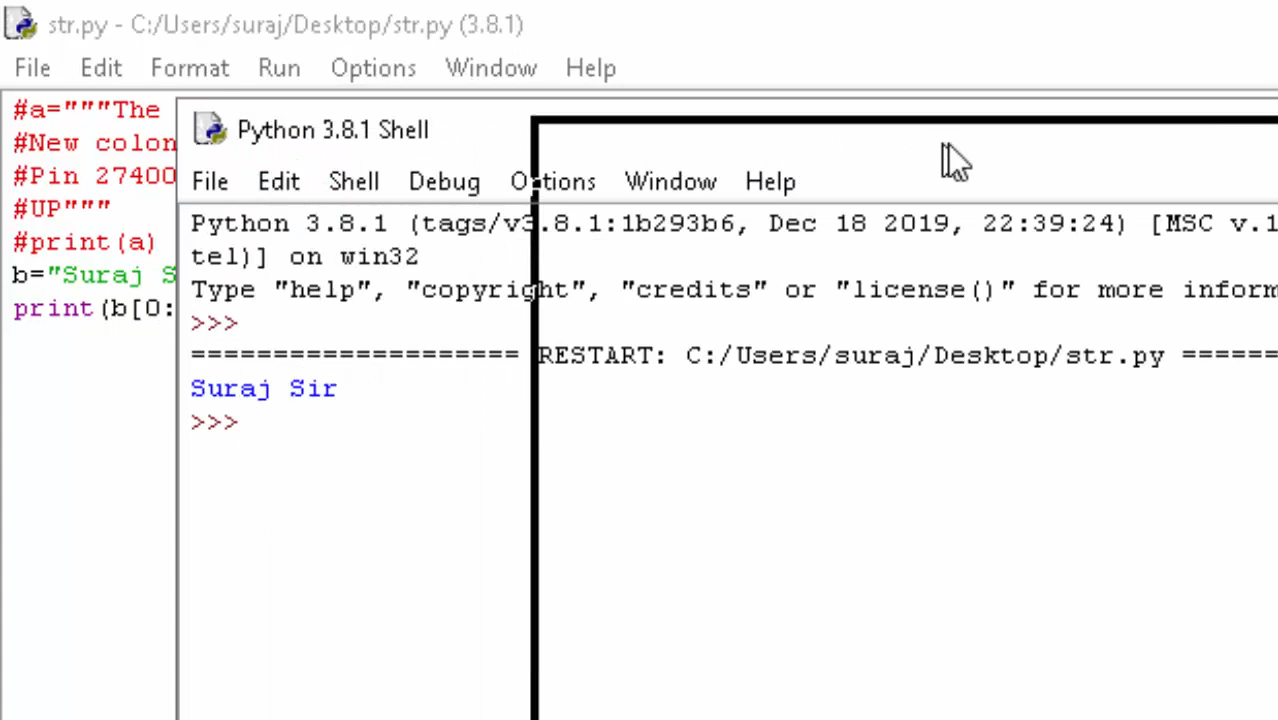 str.py - C:/Users/suraj/Desktop/str.py (3.8.1)
File Edit Format Run Options Window Help
#a="""The
#New colon
#Pin 27400
#UP"""
#print(a)
b="Suraj S
print(b[0:
Python 3.8.1 Shell
File Edit Shell Debug Options Window Help
Python 3.8.1 (tags/v3.8.1:1b293b6, Dec 18 2019, 22:39:24) [MSC v.1
tel)] on win32
Type "help", "copyright", "credits" or "license()" for more inform
>>>
==================== RESTART: C:/Users/suraj/Desktop/str.py ======
Suraj Sir
>>>